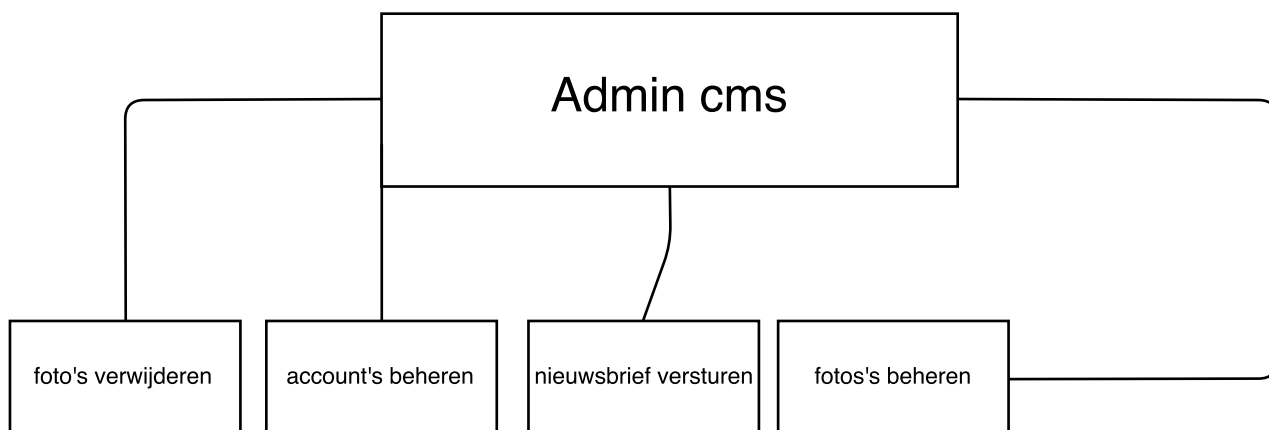 Admin cms
foto's verwijderen
account's beheren
nieuwsbrief versturen
fotos's beheren